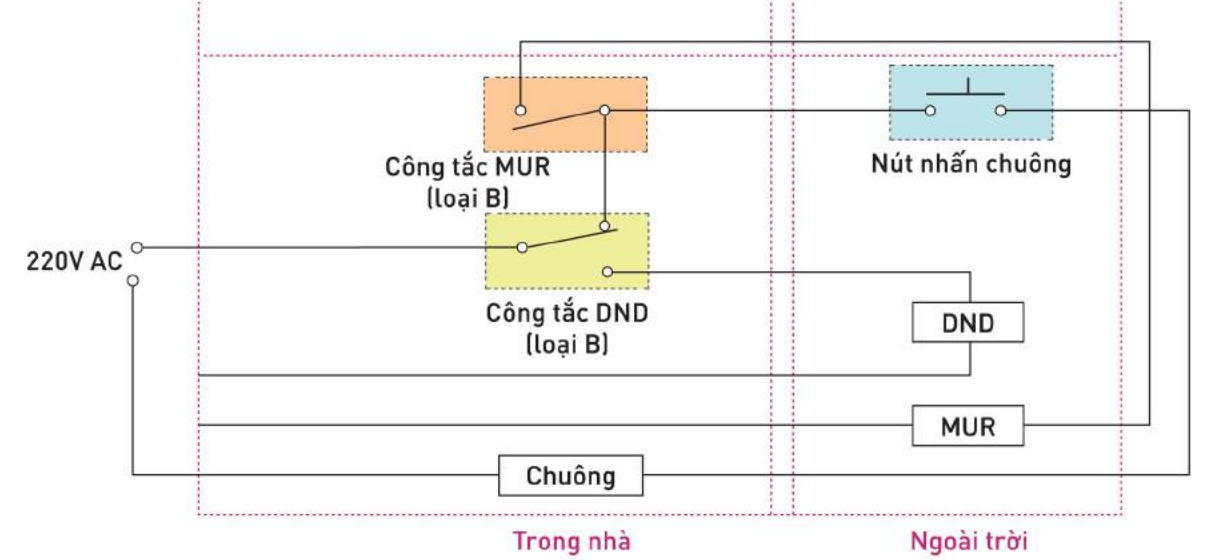 Công tắc MUR
(loại B)
Nút nhấn chuông
220V AC
Công tắc DND
(loại B)
DND
MUR
Chuông
Trong nhà
Ngoài trời